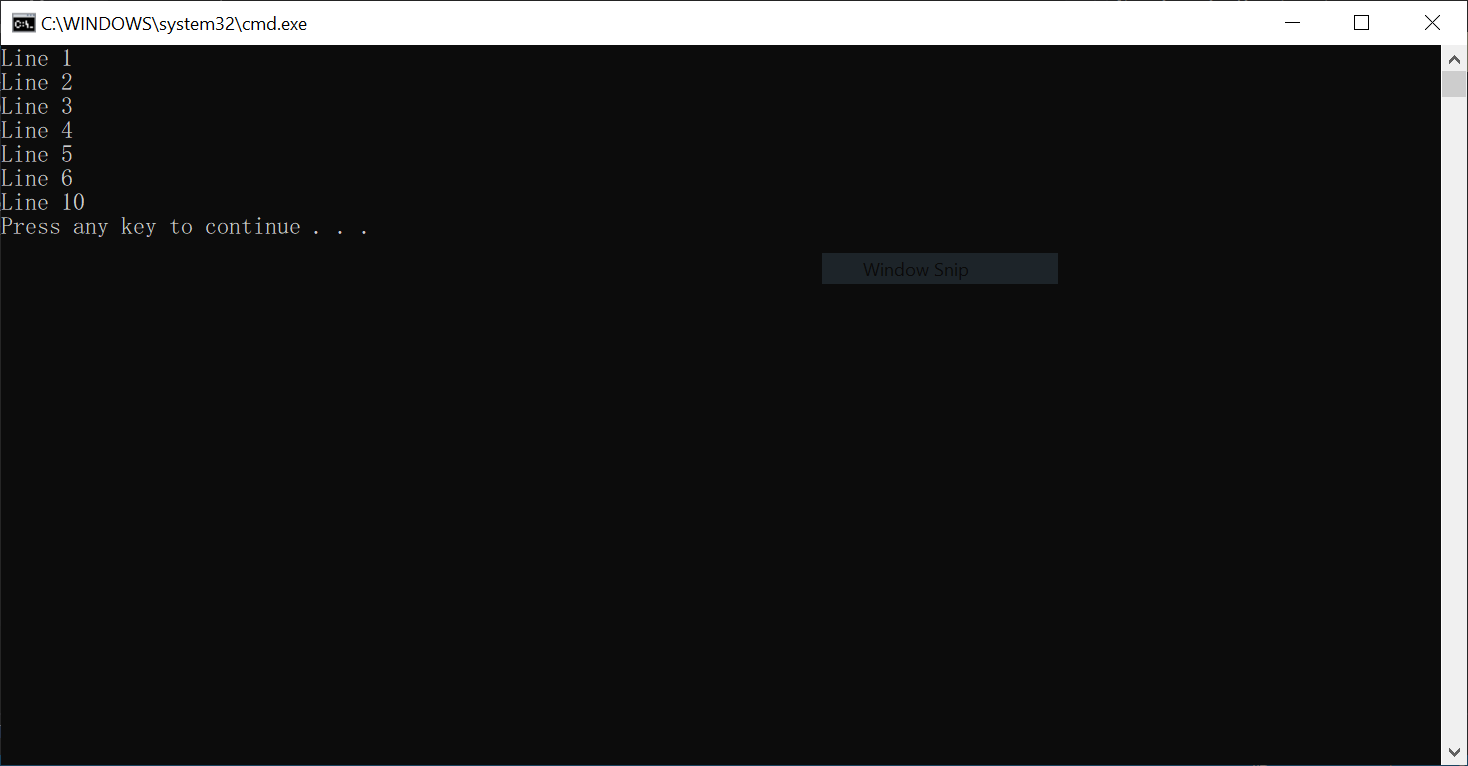 C:\WINDOWS\system32\cmd.exe
Line 1
Line 2
Line 3
Line 4
Line 5
Line 6
Line 10
Press any key to continue . . .
Window Snip